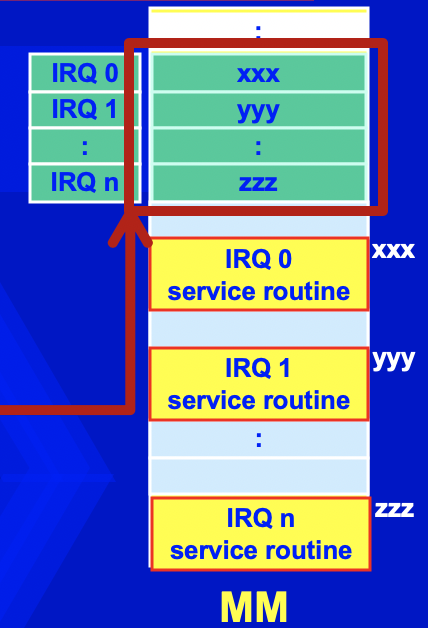 :
IRQ 0 xxx
IRQ 1 yyy
: :
IRQ n zzz
xxx
IRQ 0
service routine
yyy
IRQ 1
service routine
:
zzz
IRQ n
service routine
MM